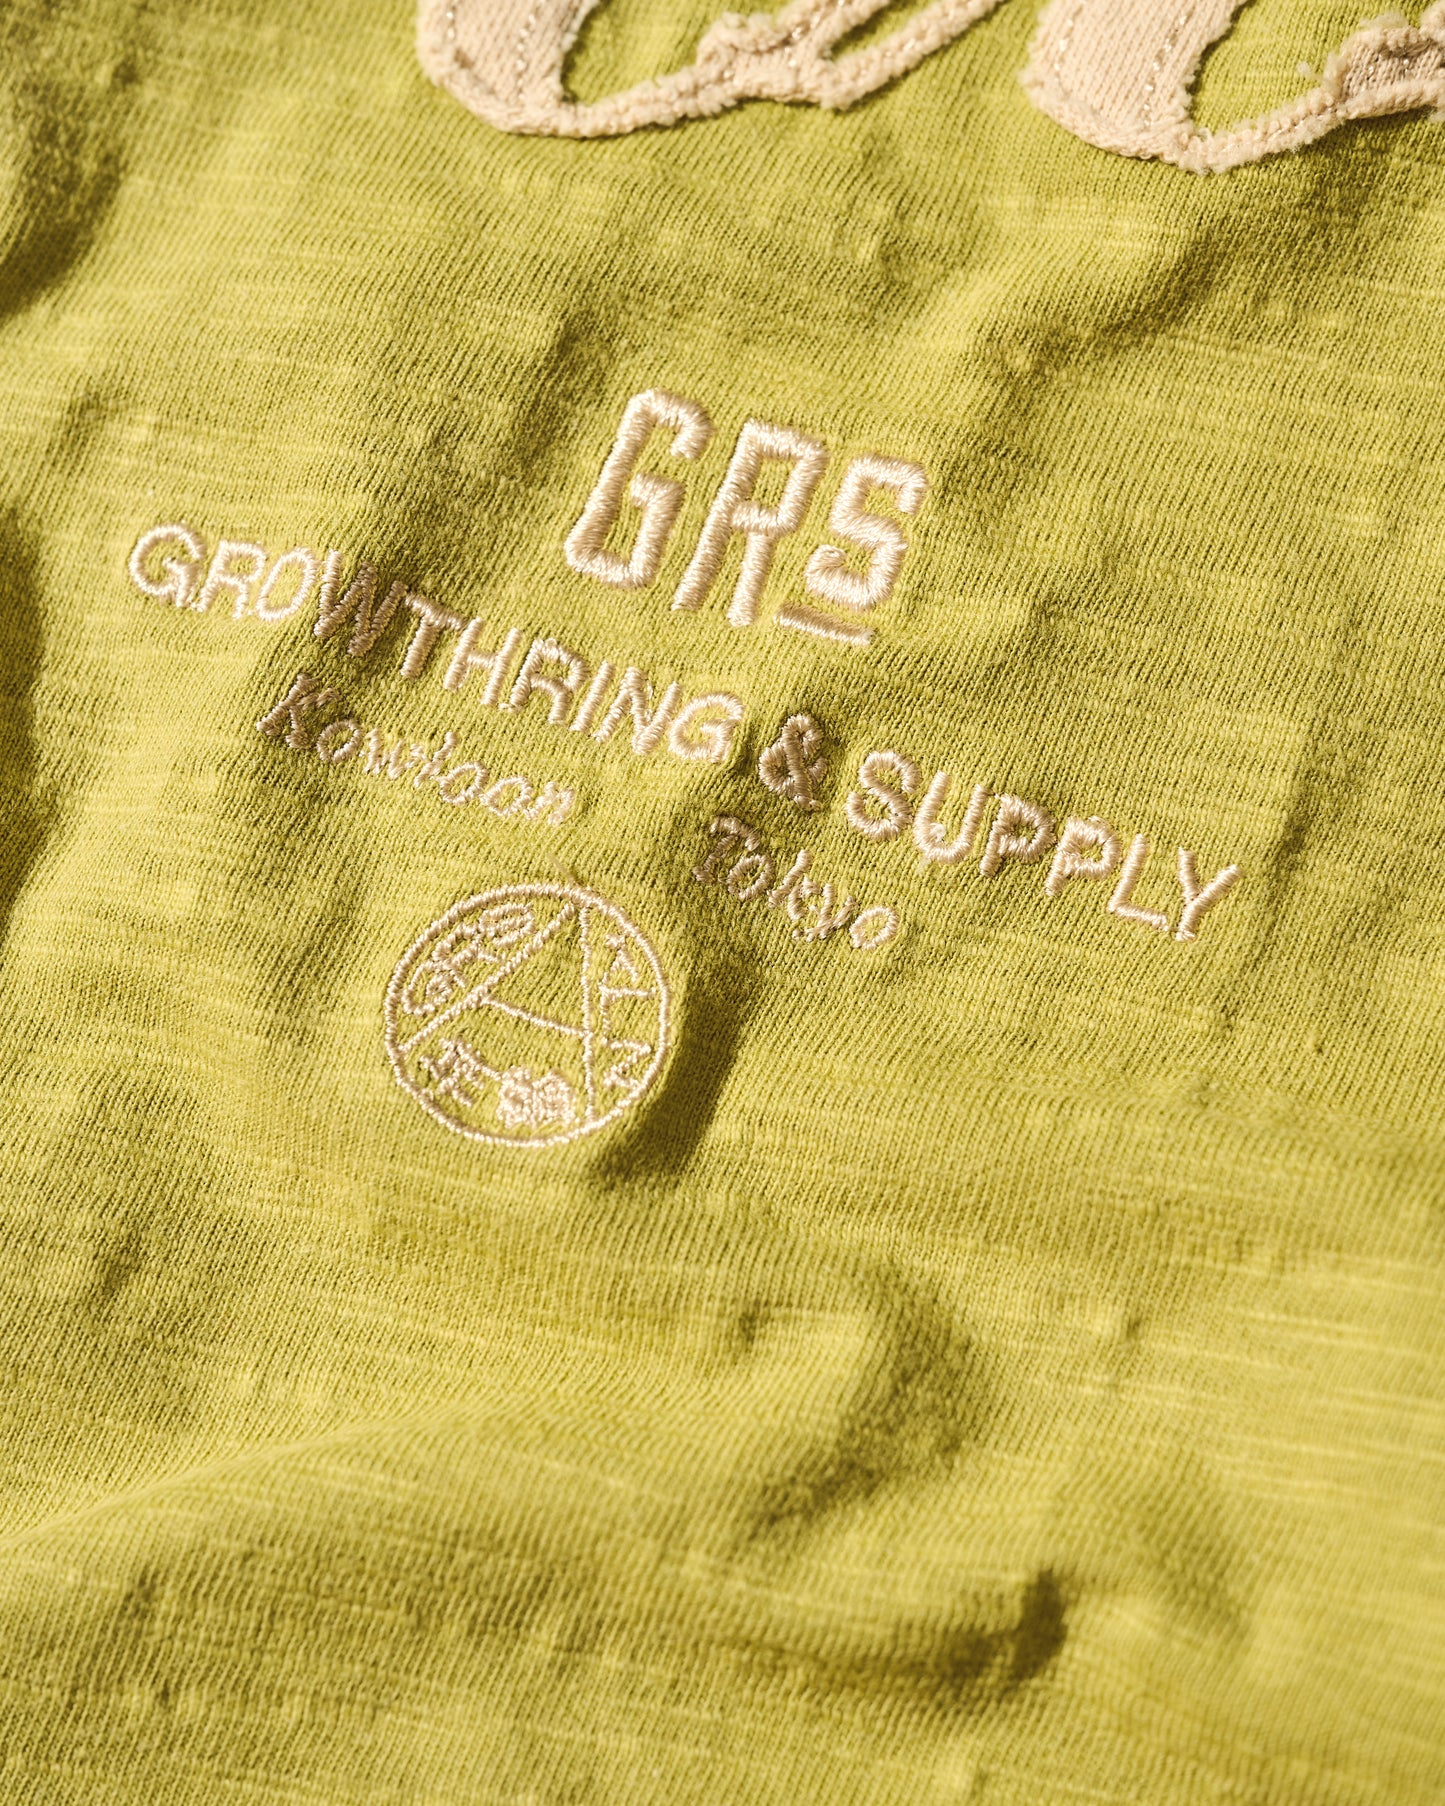 GRs
GROWTHRING & SUPPLY
Kowloon Tokyo